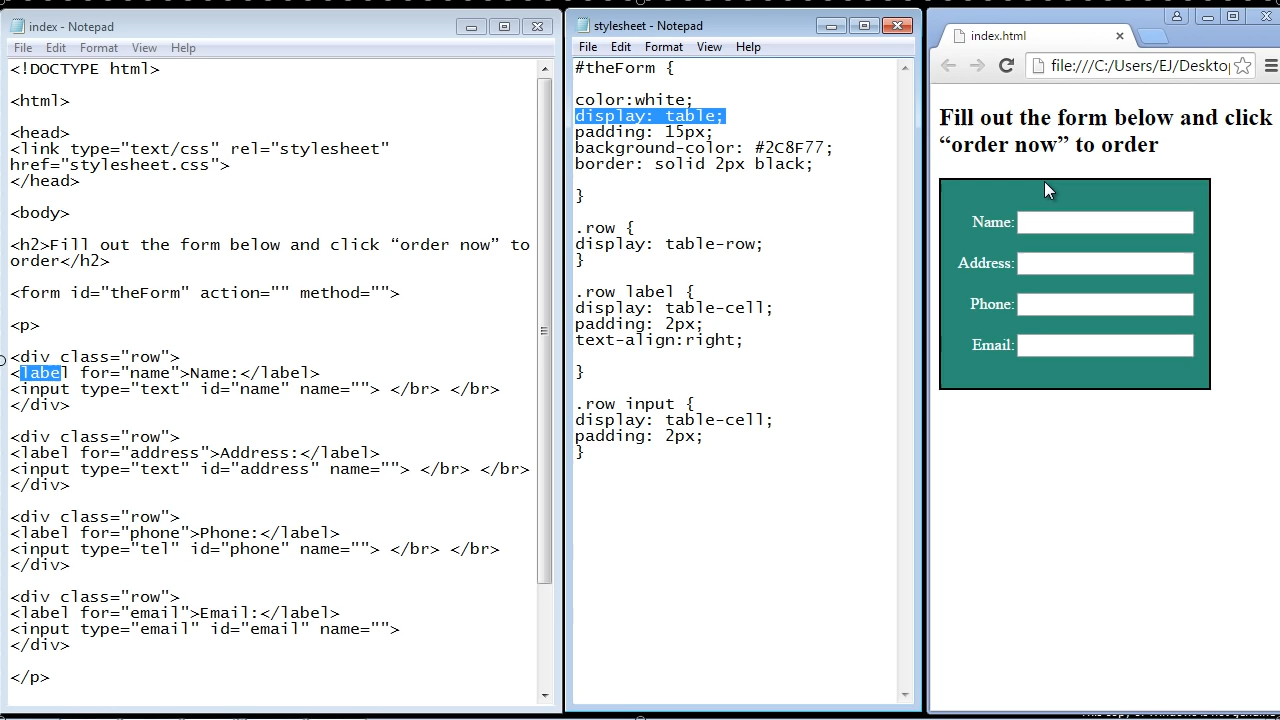 index - Notepad
File Edit Format View Help
<!DOCTYPE html>
<html>
<head>
<link type="text/css" rel="stylesheet"
href="stylesheet.css">
</head>
<body>
<h2>Fill out the form below and click “order now” to
order</h2>
<form id="theForm" action="" method="">
<p>
<div class="row">
<label for="name">Name:</label>
<input type="text" id="name" name=""> </br> </br>
</div>
<div class="row">
<label for="address">Address:</label>
<input type="text" id="address" name=""> </br> </br>
</div>
<div class="row">
<label for="phone">Phone:</label>
<input type="tel" id="phone" name=""> </br> </br>
</div>
<div class="row">
<label for="email">Email:</label>
<input type="email" id="email" name="">
</div>
</p>
stylesheet - Notepad
File Edit Format View Help
#theForm {
color:white;
display: table;
padding: 15px;
background-color: #2C8F77;
border: solid 2px black;
}
.row {
display: table-row;
}
.row label {
display: table-cell;
padding: 2px;
text-align:right;
}
.row input {
display: table-cell;
padding: 2px;
}
index.html
file:///C:/Users/EJ/Deskto
Fill out the form below and click
“order now” to order
Name:
Address:
Phone:
Email: